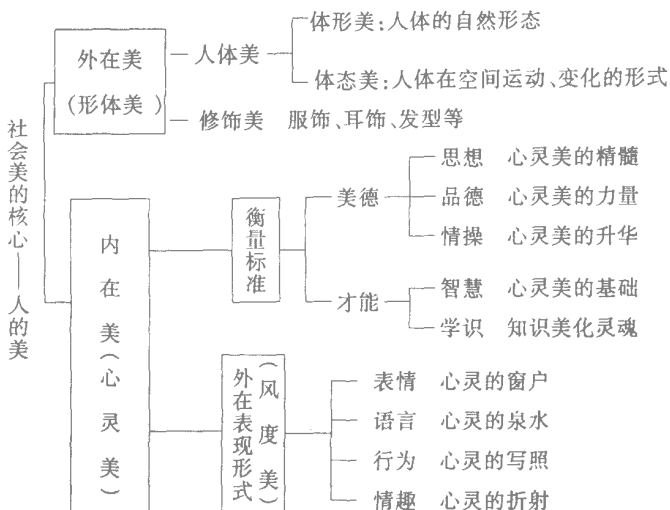 社会美的核心——人的美
外在美
(形体美)
人体美
体形美:人体的自然形态
体态美:人体在空间运动、变化的形式
修饰美 服饰、耳饰、发型等
内在美(心灵美)
衡量标准
美德
思想 心灵美的精髓
品德 心灵美的力量
情操 心灵美的升华
才能
智慧 心灵美的基础
学识 知识美化灵魂
外在表现形式
(风度美)
表情 心灵的窗户
语言 心灵的泉水
行为 心灵的写照
情趣 心灵的折射